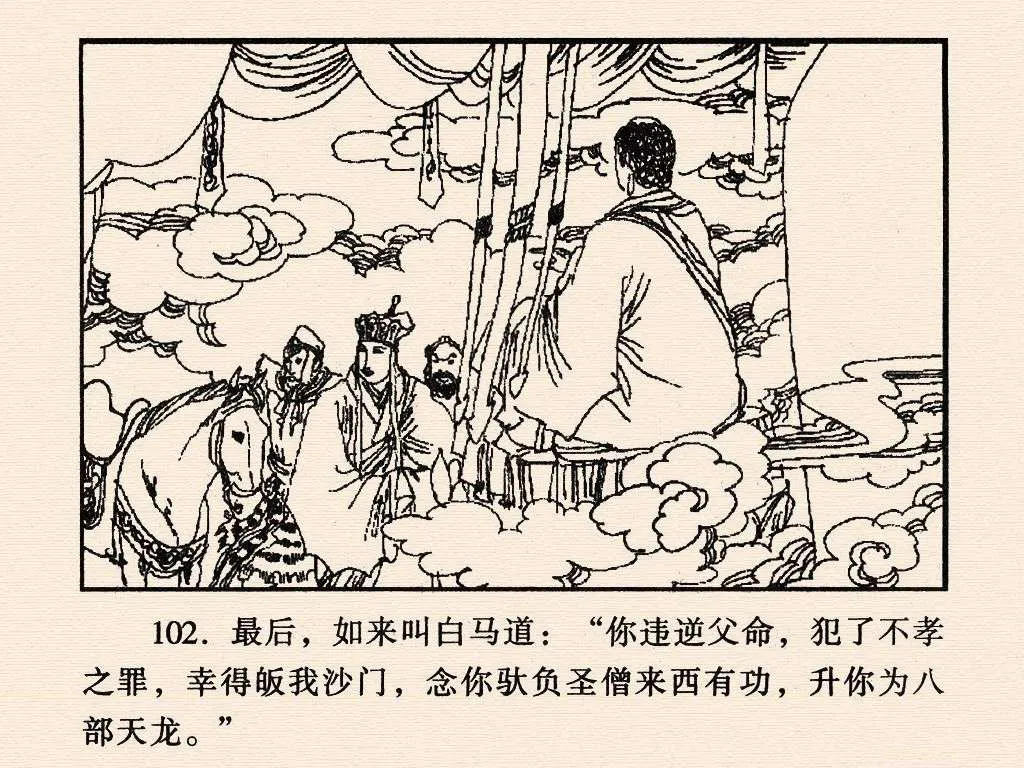 102. 最后，如来叫白马道：“你违逆父命，犯了不孝
之罪，幸得皈我沙门，念你驮负圣僧来西有功，升你为八
部天龙。”